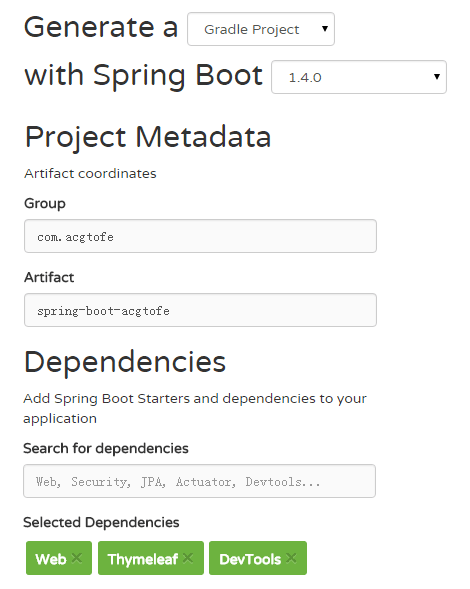 Generate a Gradle Project
with Spring Boot 1.4.0
Project Metadata
Artifact coordinates
Group
com.acgtofe
Artifact
spring-boot-acgtofe
Dependencies
Add Spring Boot Starters and dependencies to your
application
Search for dependencies
Web, Security, JPA, Actuator, Devtools...
Selected Dependencies
Web × Thymeleaf × DevTools ×